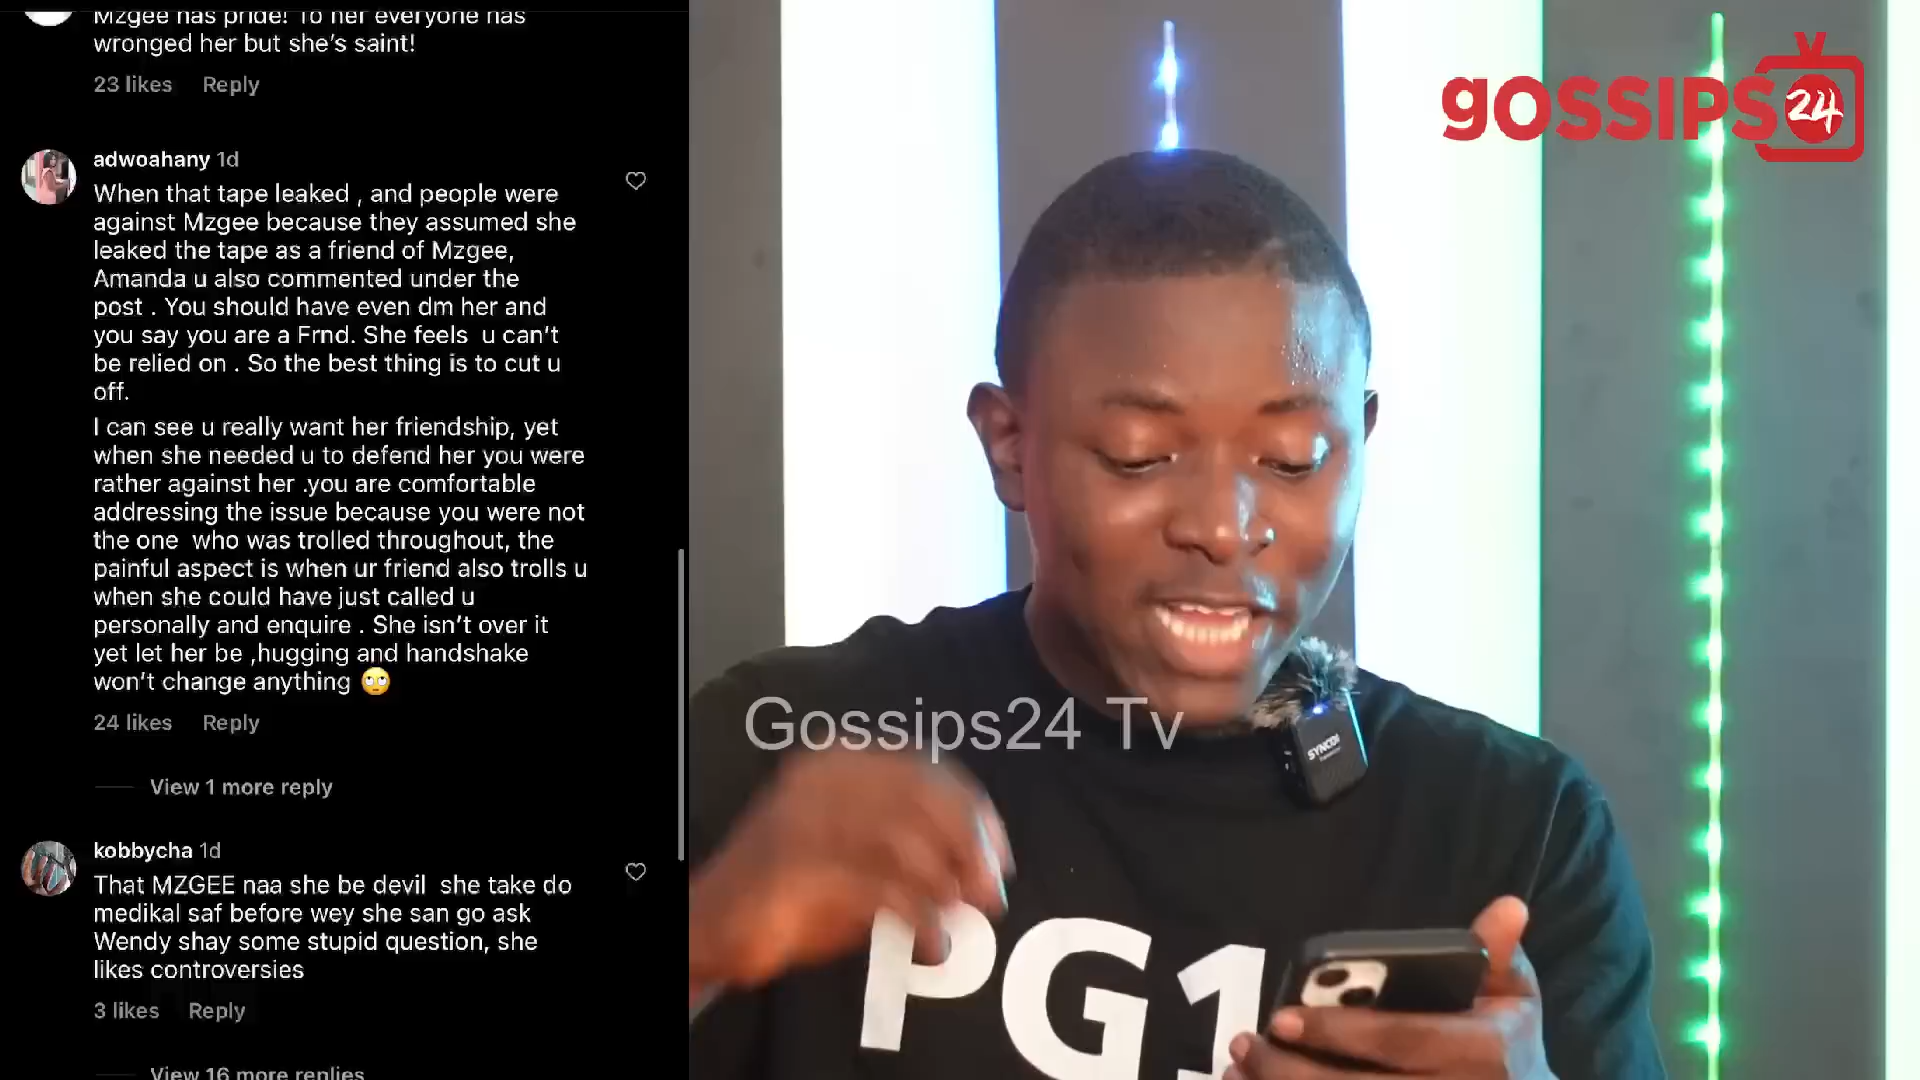 Mzgee has pride! To her everyone has
wronged her but she’s saint!
23 likes Reply
adwoahany 1d
When that tape leaked , and people were
against Mzgee because they assumed she
leaked the tape as a friend of Mzgee,
Amanda u also commented under the
post . You should have even dm her and
you say you are a Frnd. She feels  u can’t
be relied on . So the best thing is to cut u
off.
I can see u really want her friendship, yet
when she needed u to defend her you were
rather against her .you are comfortable
addressing the issue because you were not
the one  who was trolled throughout, the
painful aspect is when ur friend also trolls u
when she could have just called u
personally and enquire . She isn’t over it
yet let her be ,hugging and handshake
won’t change anything 🙄
24 likes Reply
View 1 more reply
kobbycha 1d
That MZGEE naa she be devil  she take do
medikal saf before wey she san go ask
Wendy shay some stupid question, she
likes controversies
3 likes Reply
View 16 more replies
gOSSIPS24
Gossips24 Tv
SYNCO
PG1